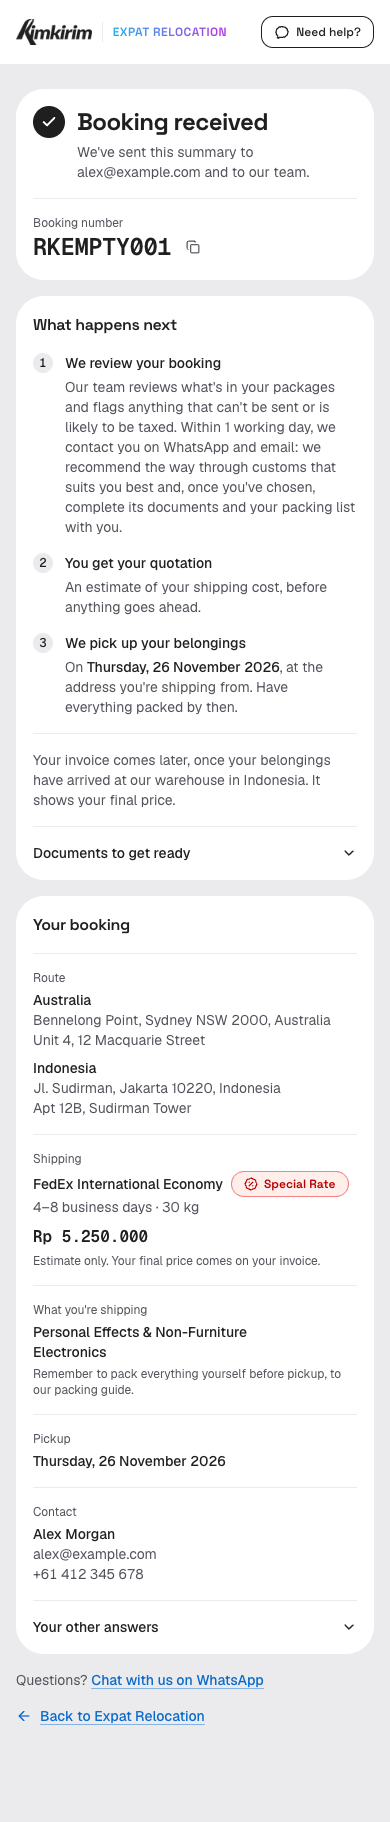 Kimkirim
EXPAT RELOCATION
Need help?
Booking received
We've sent this summary to
alex@example.com and to our team.
Booking number
RKEMPTY001
What happens next
1 We review your booking
Our team reviews what's in your packages
and flags anything that can't be sent or is
likely to be taxed. Within 1 working day, we
contact you on WhatsApp and email: we
recommend the way through customs that
suits you best and, once you've chosen,
complete its documents and your packing list
with you.
2 You get your quotation
An estimate of your shipping cost, before
anything goes ahead.
3 We pick up your belongings
On Thursday, 26 November 2026, at the
address you're shipping from. Have
everything packed by then.
Your invoice comes later, once your belongings
have arrived at our warehouse in Indonesia. It
shows your final price.
Documents to get ready
Your booking
Route
Australia
Bennelong Point, Sydney NSW 2000, Australia
Unit 4, 12 Macquarie Street
Indonesia
Jl. Sudirman, Jakarta 10220, Indonesia
Apt 12B, Sudirman Tower
Shipping
FedEx International Economy Special Rate
4–8 business days · 30 kg
Rp 5.250.000
Estimate only. Your final price comes on your invoice.
What you're shipping
Personal Effects & Non-Furniture
Electronics
Remember to pack everything yourself before pickup, to
our packing guide.
Pickup
Thursday, 26 November 2026
Contact
Alex Morgan
alex@example.com
+61 412 345 678
Your other answers
Questions? Chat with us on WhatsApp
Back to Expat Relocation